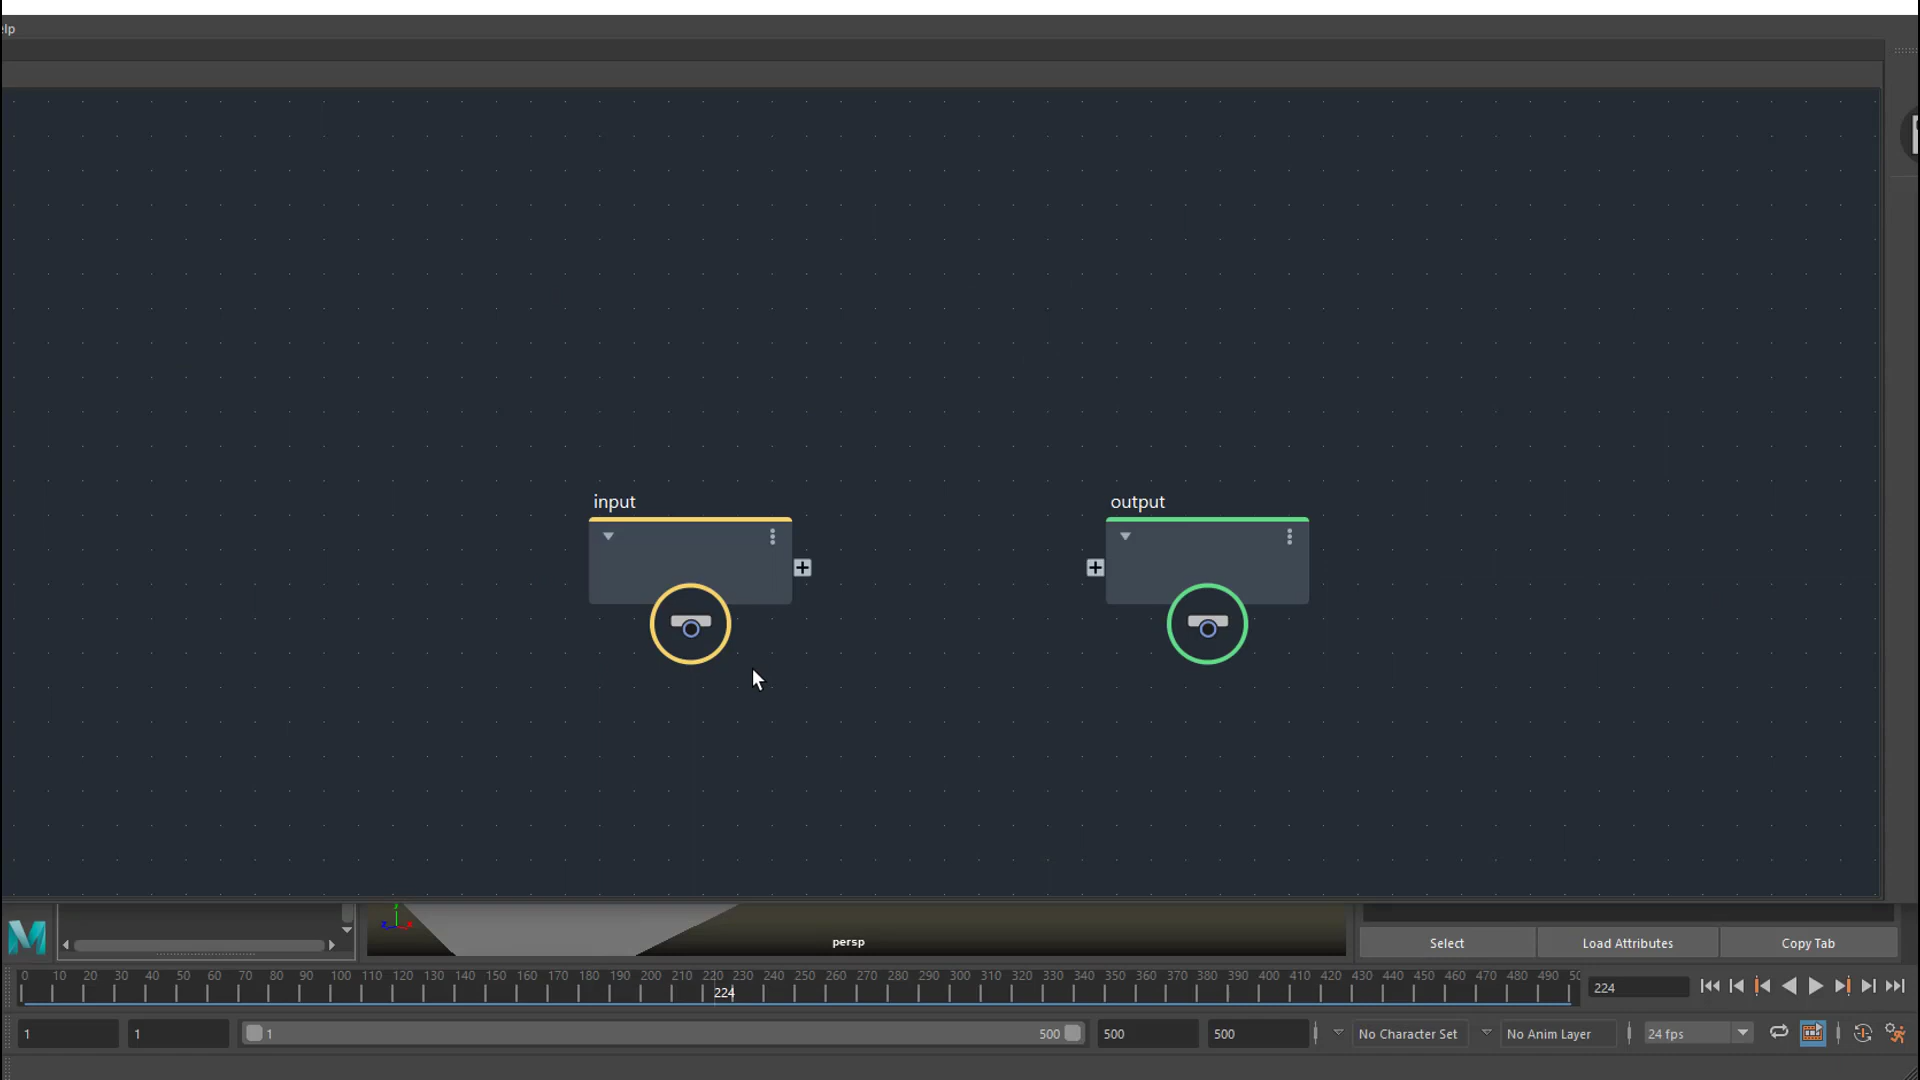 elp
input
output
persp
Select
Load Attributes
Copy Tab
0 10 20 30 40 50 60 70 80 90 100 110 120 130 140 150 160 170 180 190 200 210 220 230 240 250 260 270 280 290 300 310 320 330 340 350 360 370 380 390 400 410 420 430 440 450 460 470 480 490 50
224
224
1
1
1
500
500
500
No Character Set
No Anim Layer
24 fps